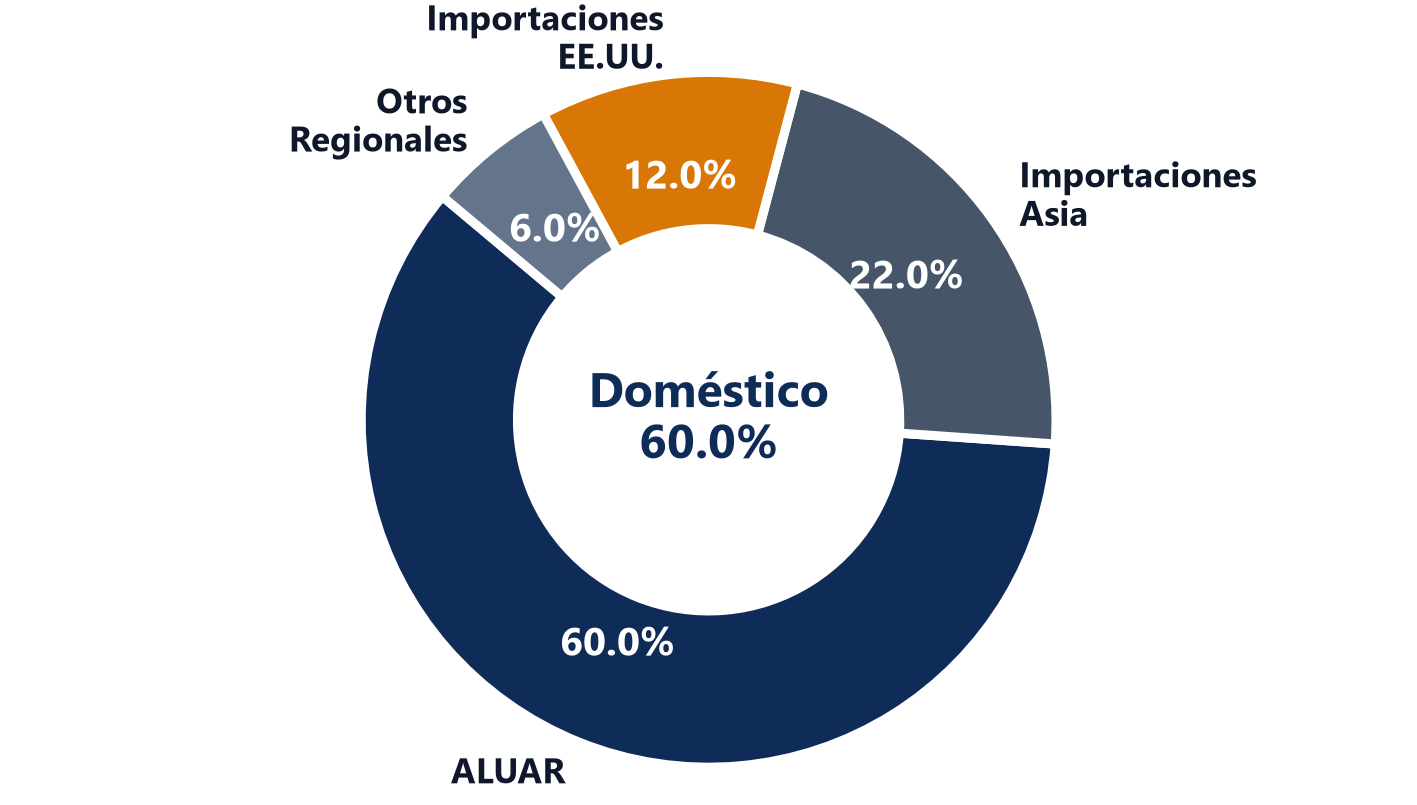 Importaciones
EE.UU.
Otros
Regionales
12.0%
6.0%
Importaciones
Asia
22.0%
Doméstico
60.0%
60.0%
ALUAR